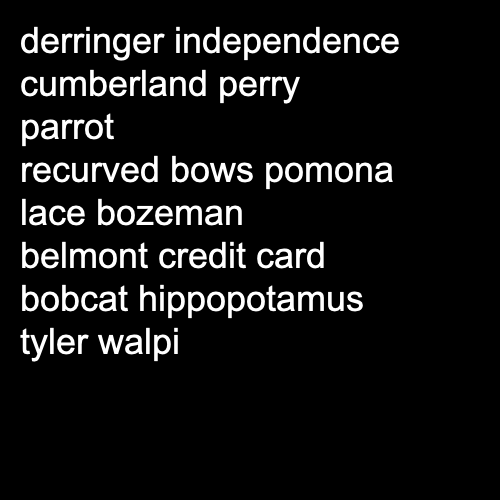 derringer independence
cumberland perry
parrot
recurved bows pomona
lace bozeman
belmont credit card
bobcat hippopotamus
tyler walpi